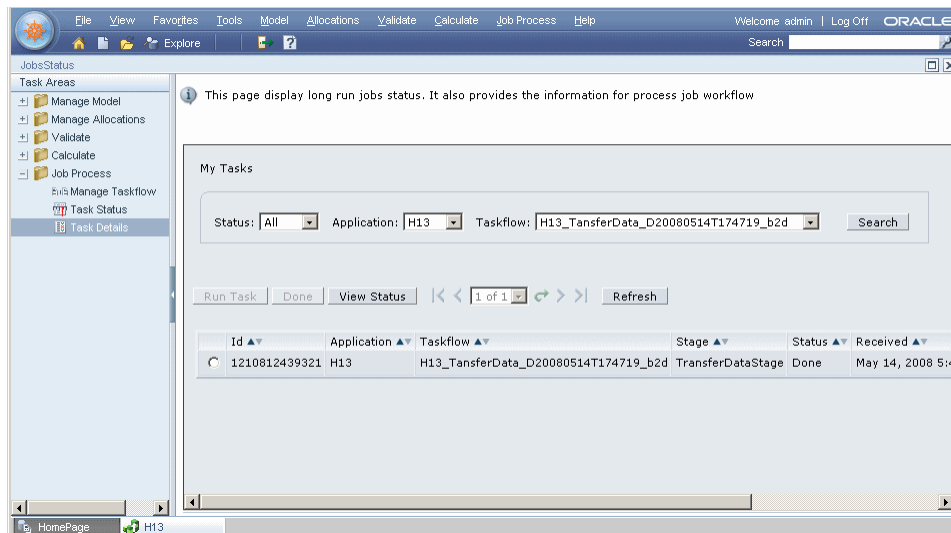 File View Favorites Tools Model Allocations Validate Calculate Job Process Help Welcome admin | Log Off ORACLE
Explore Search
JobsStatus
Task Areas
Manage Model
Manage Allocations
Validate
Calculate
Job Process
Manage Taskflow
Task Status
Task Details
This page display long run jobs status. It also provides the information for process job workflow
My Tasks
Status: All Application: H13 Taskflow: H13_TansferData_D20080514T174719_b2d Search
Run Task Done View Status 1 of 1 Refresh
Id Application Taskflow Stage Status Received
1210812439321 H13 H13_TansferData_D20080514T174719_b2d TransferDataStage Done May 14, 2008 5:4
HomePage H13